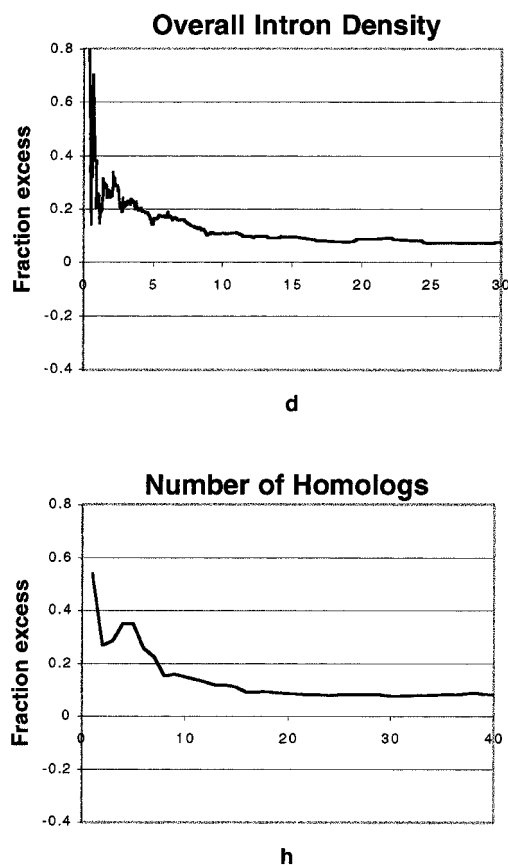 Overall Intron Density
Fraction excess
0.8
0.6
0.4
0.2
0
-0.2
-0.4
0 5 10 15 20 25 30
d
Number of Homologs
Fraction excess
0.8
0.6
0.4
0.2
0
-0.2
-0.4
0 10 20 30 40
h